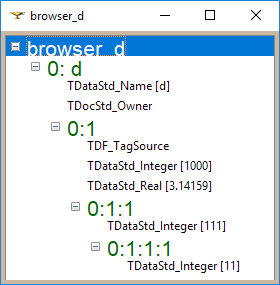 browser_d
browser_d
0: d
TDataStd_Name [d]
TDocStd_Owner
0:1
TDF_TagSource
TDataStd_Integer [1000]
TDataStd_Real [3.14159]
0:1:1
TDataStd_Integer [111]
0:1:1:1
TDataStd_Integer [11]